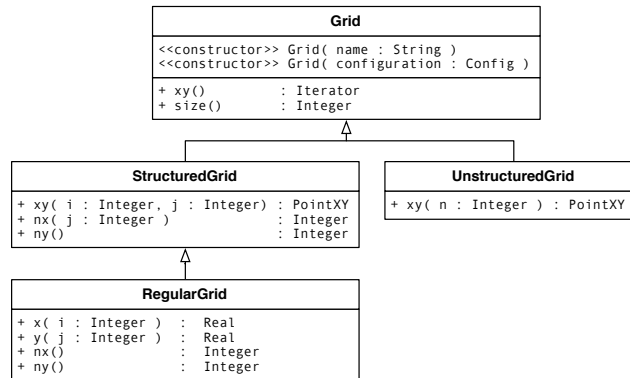 Grid
<<constructor>> Grid( name : String )
<<constructor>> Grid( configuration : Config )
+ xy() : Iterator
+ size() : Integer
StructuredGrid
+ xy( i : Integer, j : Integer) : PointXY
+ nx( j : Integer ) : Integer
+ ny() : Integer
UnstructuredGrid
+ xy( n : Integer ) : PointXY
RegularGrid
+ x( i : Integer ) : Real
+ y( j : Integer ) : Real
+ nx() : Integer
+ ny() : Integer